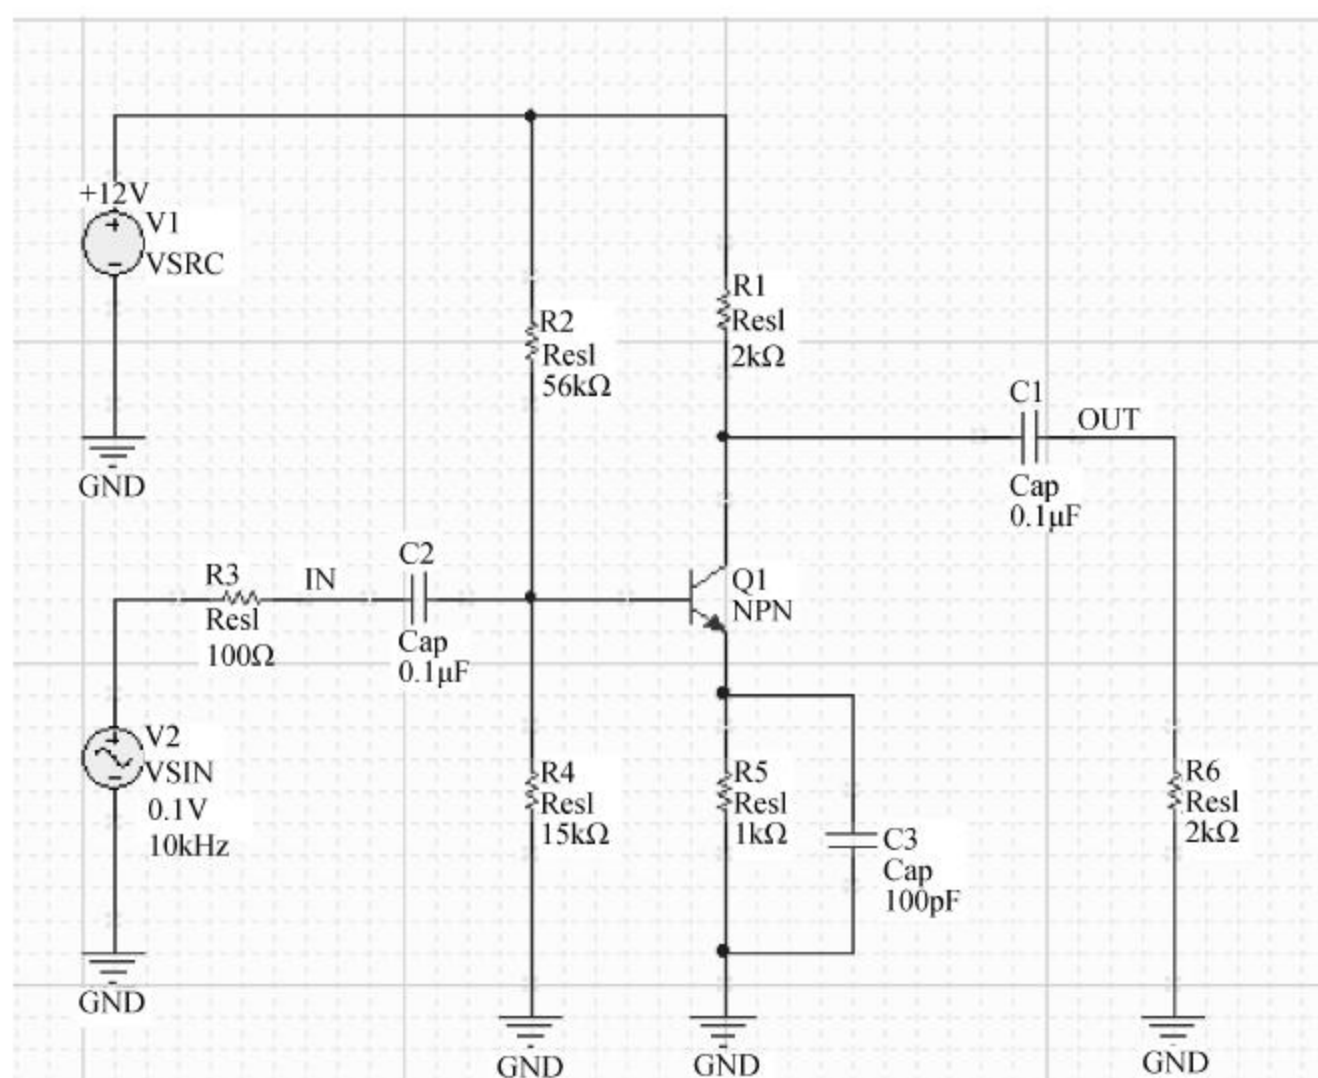 +12V
V1
VSRC
GND
R2
Resl
56kΩ
R1
Resl
2kΩ
C1
OUT
Cap
0.1μF
R3
IN
Resl
100Ω
C2
Cap
0.1μF
Q1
NPN
V2
VSIN
0.1V
10kHz
GND
R4
Resl
15kΩ
GND
R5
Resl
1kΩ
GND
C3
Cap
100pF
R6
Resl
2kΩ
GND